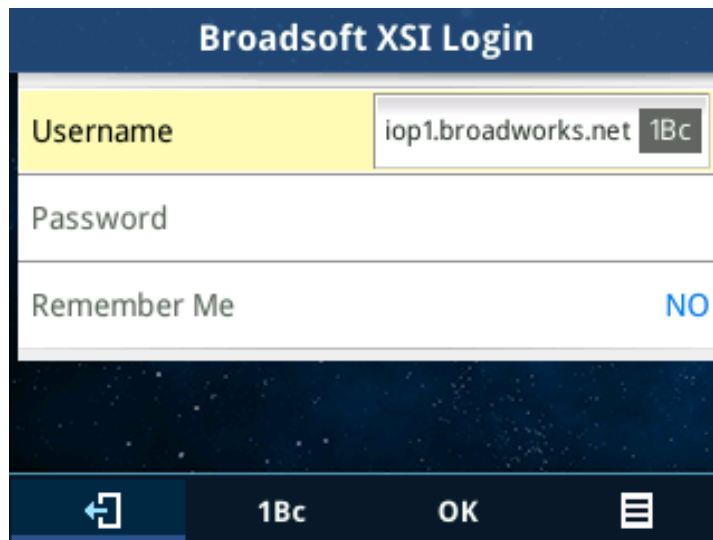 Broadsoft XSI Login
Username iop1.broadworks.net 1Bc
Password
Remember Me NO
1Bc OK